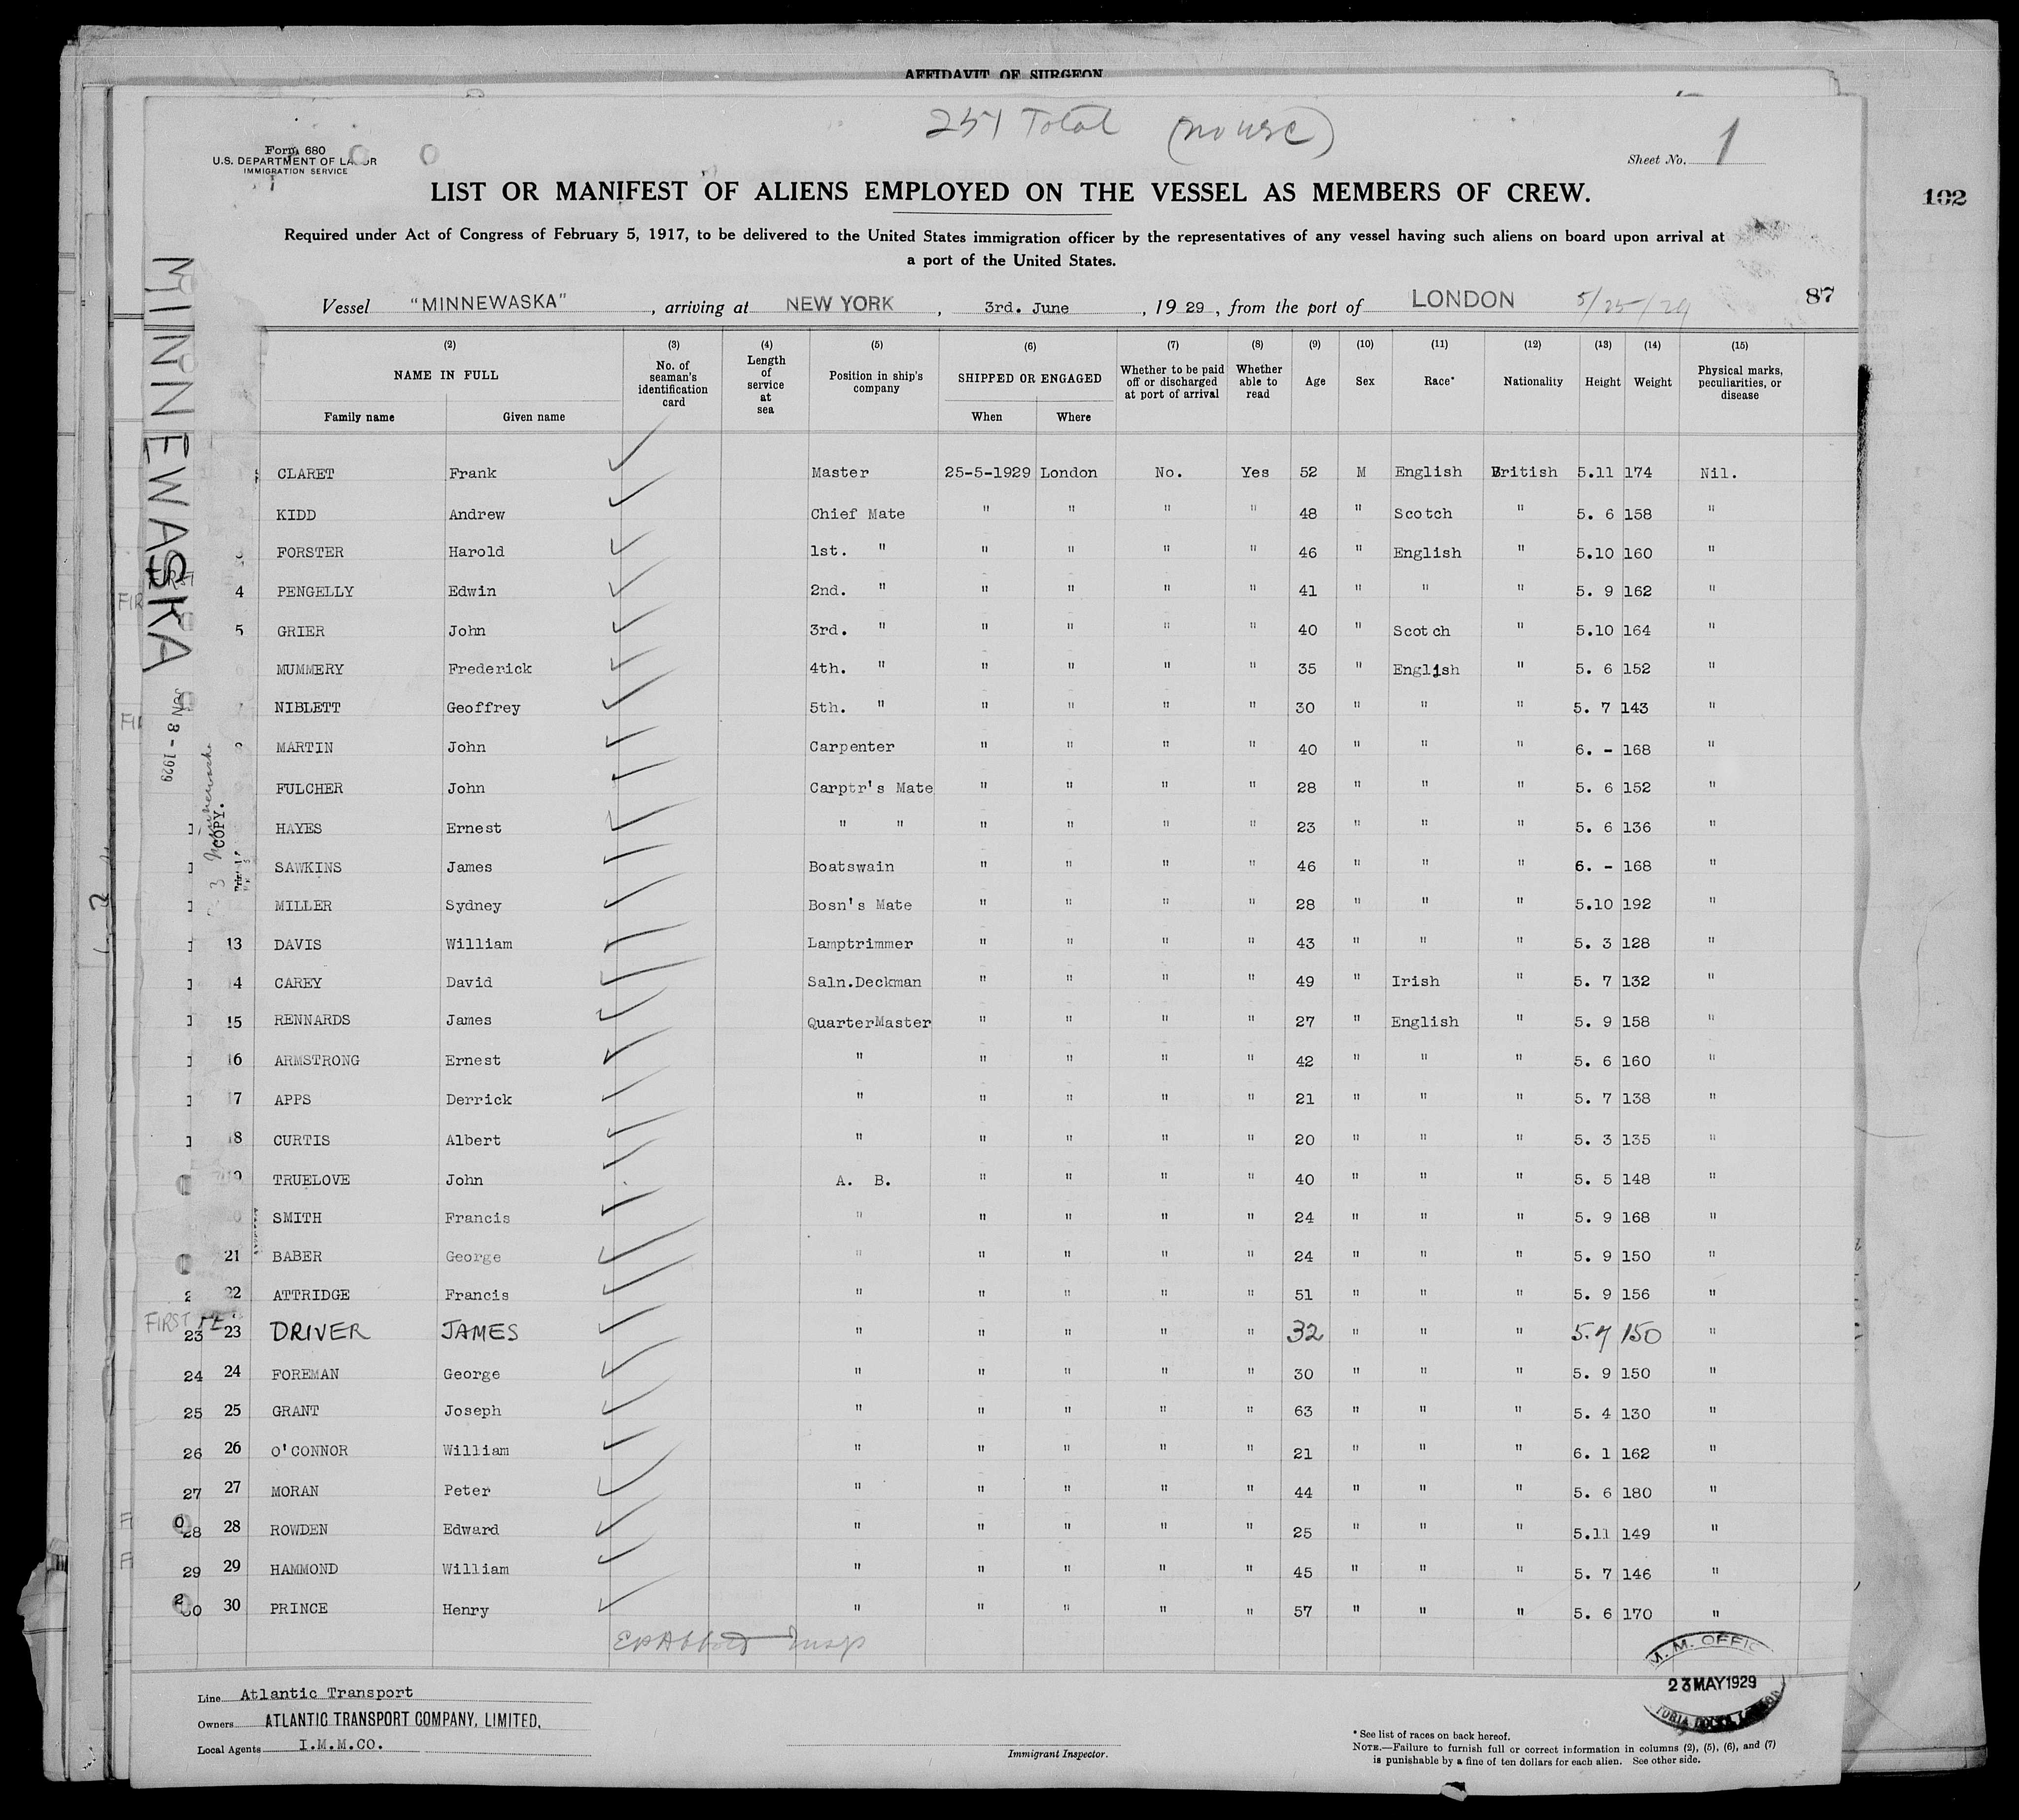 AFFIDAVIT OF SURGEON
251 Total (no usc)
Form 680
U.S. DEPARTMENT OF LABOR
IMMIGRATION SERVICE
Sheet No. 1
LIST OR MANIFEST OF ALIENS EMPLOYED ON THE VESSEL AS MEMBERS OF CREW.
102
Required under Act of Congress of February 5, 1917, to be delivered to the United States immigration officer by the representatives of any vessel having such aliens on board upon arrival at
a port of the United States.
Vessel "MINNEWASKA", arriving at NEW YORK, 3rd. June, 1929, from the port of LONDON 5/25/29
87
MINNEWASKA
JUN 8 - 1929
COPY.
(2) (3) (4) (5) (6) (7) (8) (9) (10) (11) (12) (13) (14) (15)
NAME IN FULL No. of seaman's identification card Length of service at sea Position in ship's company SHIPPED OR ENGAGED Whether to be paid off or discharged at port of arrival Whether able to read Age Sex Race* Nationality Height Weight Physical marks, peculiarities, or disease
Family name Given name When Where
CLARET Frank Master 25-5-1929 London No. Yes 52 M English British 5.11 174 Nil.
KIDD Andrew Chief Mate " " " " 48 " Scotch " 5. 6 158 "
FORSTER Harold 1st. " " " " " 46 " English " 5.10 160 "
4 PENGELLY Edwin 2nd. " " " " " 41 " " " 5. 9 162 "
5 GRIER John 3rd. " " " " " 40 " Scotch " 5.10 164 "
MUMMERY Frederick 4th. " " " " " 35 " English " 5. 6 152 "
NIBLETT Geoffrey 5th. " " " " " 30 " " " 5. 7 143 "
MARTIN John Carpenter " " " " 40 " " " 6. - 168 "
FULCHER John Carptr's Mate " " " " 28 " " " 5. 6 152 "
HAYES Ernest " " " " " " 23 " " " 5. 6 136 "
SAWKINS James Boatswain " " " " 46 " " " 6. - 168 "
MILLER Sydney Bosn's Mate " " " " 28 " " " 5.10 192 "
13 DAVIS William Lamptrimmer " " " " 43 " " " 5. 3 128 "
4 CAREY David Saln.Deckman " " " " 49 " Irish " 5. 7 132 "
15 RENNARDS James QuarterMaster " " " " 27 " English " 5. 9 158 "
16 ARMSTRONG Ernest " " " " " 42 " " " 5. 6 160 "
17 APPS Derrick " " " " " 21 " " " 5. 7 138 "
18 CURTIS Albert " " " " " 20 " " " 5. 3 135 "
TRUELOVE John A. B. " " " " 40 " " " 5. 5 148 "
SMITH Francis " " " " " 24 " " " 5. 9 168 "
21 BABER George " " " " " 24 " " " 5. 9 150 "
22 ATTRIDGE Francis " " " " " 51 " " " 5. 9 156 "
FIRST
23 23 DRIVER JAMES " " " " " 32 " " " 5.7 150 "
24 24 FOREMAN George " " " " " 30 " " " 5. 9 150 "
25 25 GRANT Joseph " " " " " 63 " " " 5. 4 130 "
26 26 O'CONNOR William " " " " " 21 " " " 6. 1 162 "
27 27 MORAN Peter " " " " " 44 " " " 5. 6 180 "
28 28 ROWDEN Edward " " " " " 25 " " " 5.11 149 "
29 29 HAMMOND William " " " " " 45 " " " 5. 7 146 "
30 PRINCE Henry " " " " " 57 " " " 5. 6 170 "
Insp
M. M. OFFIC
23 MAY 1929
Line Atlantic Transport
Owners ATLANTIC TRANSPORT COMPANY, LIMITED,
Local Agents I.M.M.CO.
Immigrant Inspector.
* See list of races on back hereof.
NOTE.—Failure to furnish full or correct information in columns (2), (5), (6), and (7)
is punishable by a fine of ten dollars for each alien. See other side.